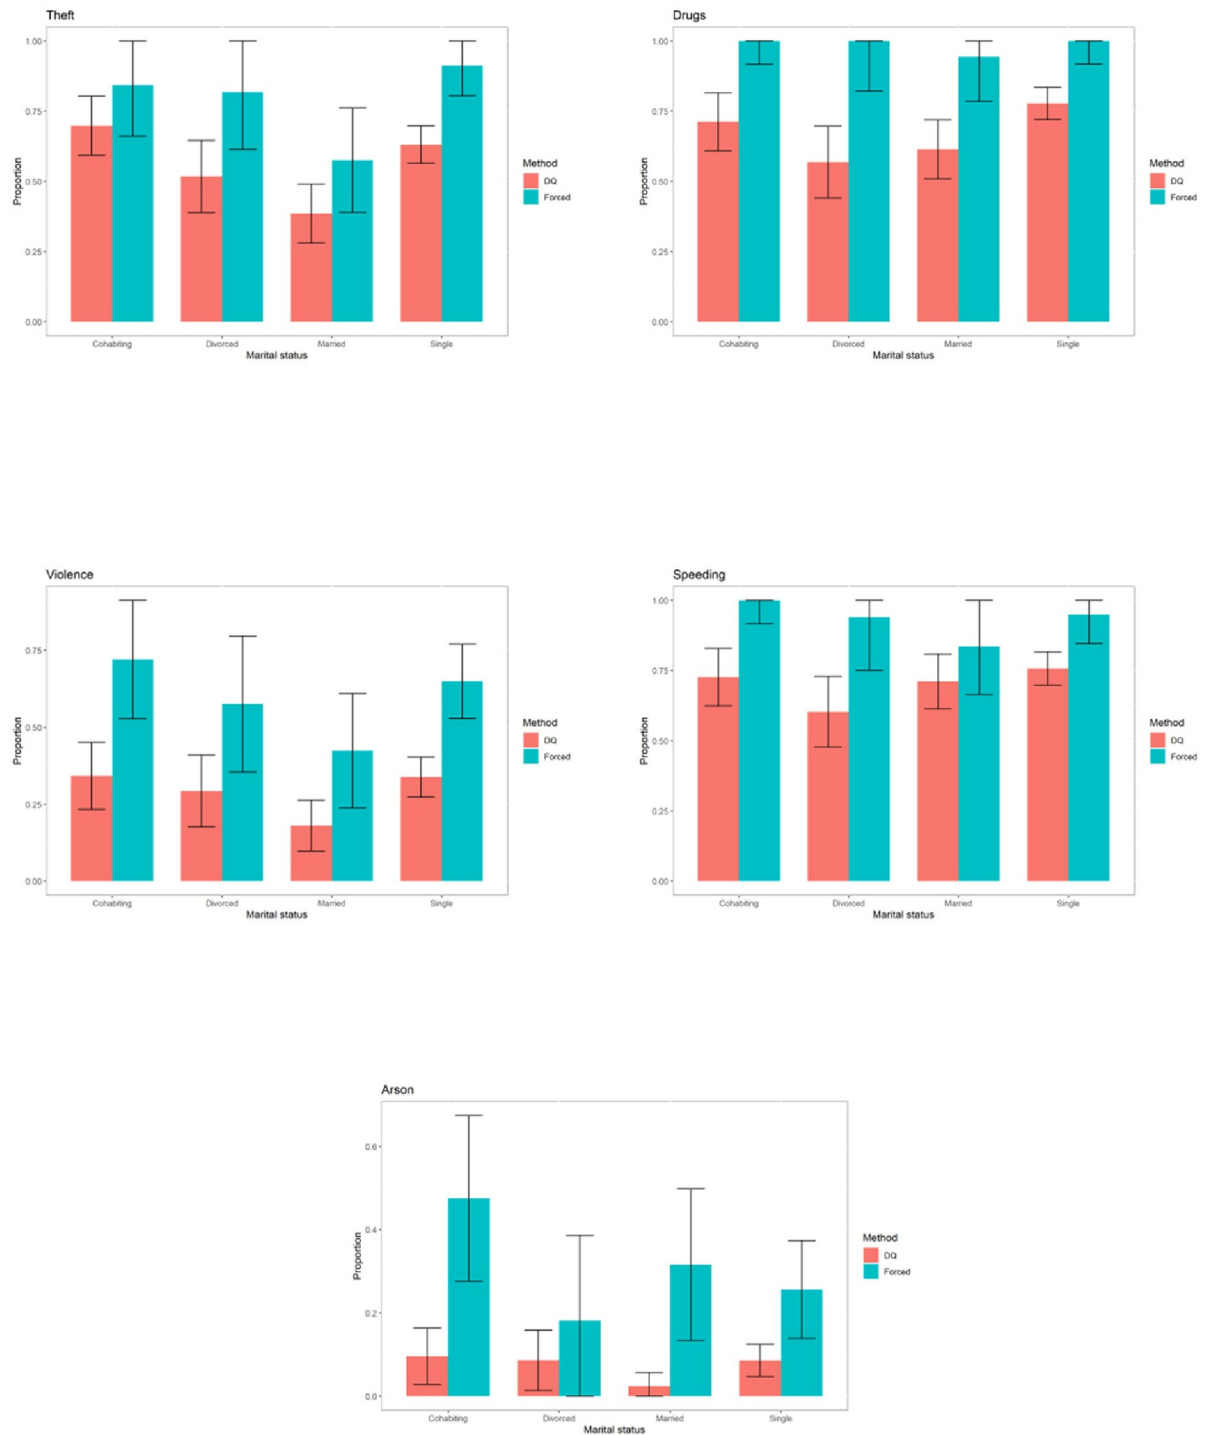 Theft
1.00
0.75
0.50
0.25
0.00
Proportion
Cohabiting Divorced Married Single
Marital status
Method
DQ
Forced
Drugs
1.00
0.75
0.50
0.25
0.00
Proportion
Cohabiting Divorced Married Single
Marital status
Method
DQ
Forced
Violence
0.75
0.50
0.25
0.00
Proportion
Cohabiting Divorced Married Single
Marital status
Method
DQ
Forced
Speeding
1.00
0.75
0.50
0.25
0.00
Proportion
Cohabiting Divorced Married Single
Marital status
Method
DQ
Forced
Arson
0.6
0.4
0.2
0.0
Proportion
Cohabiting Divorced Married Single
Marital status
Method
DQ
Forced